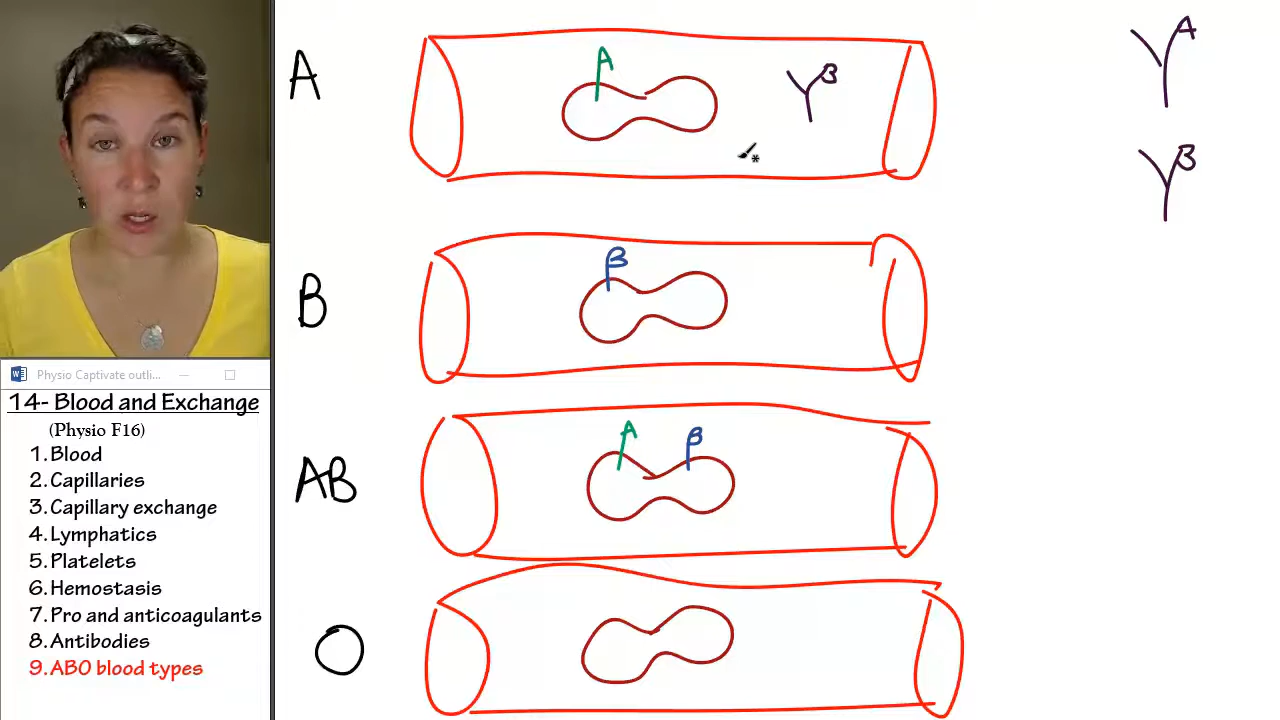 A
A
B
A
B
B
B
AB
A
B
O
Physio Captivate outli...
14- Blood and Exchange
(Physio F16)
1. Blood
2. Capillaries
3. Capillary exchange
4. Lymphatics
5. Platelets
6. Hemostasis
7. Pro and anticoagulants
8. Antibodies
9. ABO blood types